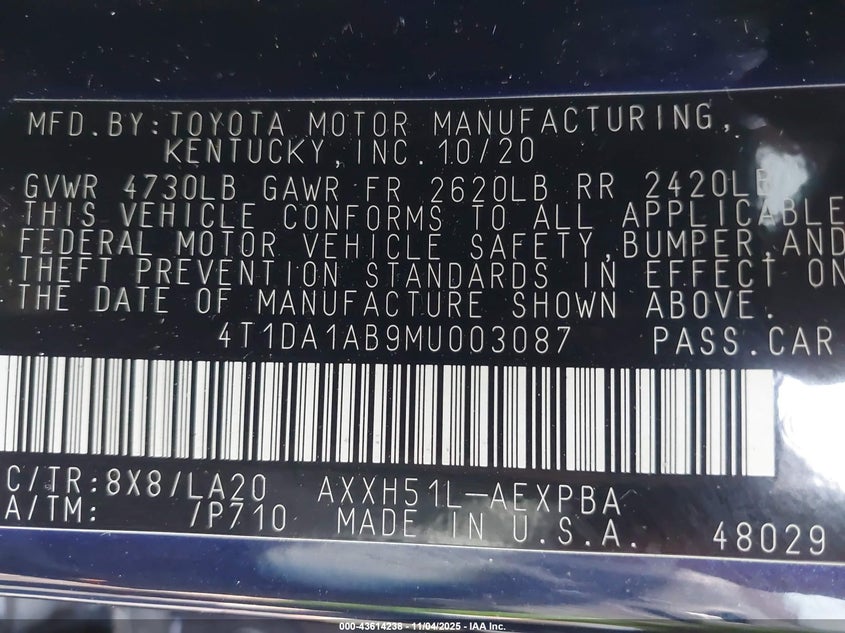 MFD.BY:TOYOTA MOTOR MANUFACTURING,
KENTUCKY,INC. 10/20
GVWR 4730LB GAWR FR 2620LB RR 2420LB
THIS VEHICLE CONFORMS TO ALL APPLICABLE
FEDERAL MOTOR VEHICLE SAFETY,BUMPER,AND
THEFT PREVENTION STANDARDS IN EFFECT ON
THE DATE OF MANUFACTURE SHOWN ABOVE.
4T1DA1AB9MU003087 PASS.CAR
C/TR:8X8/LA20 AXXH51L-AEXPBA
A/TM: /P710 MADE IN U.S.A. 48029
000-43614238 - 11/04/2025 - IAA Inc.